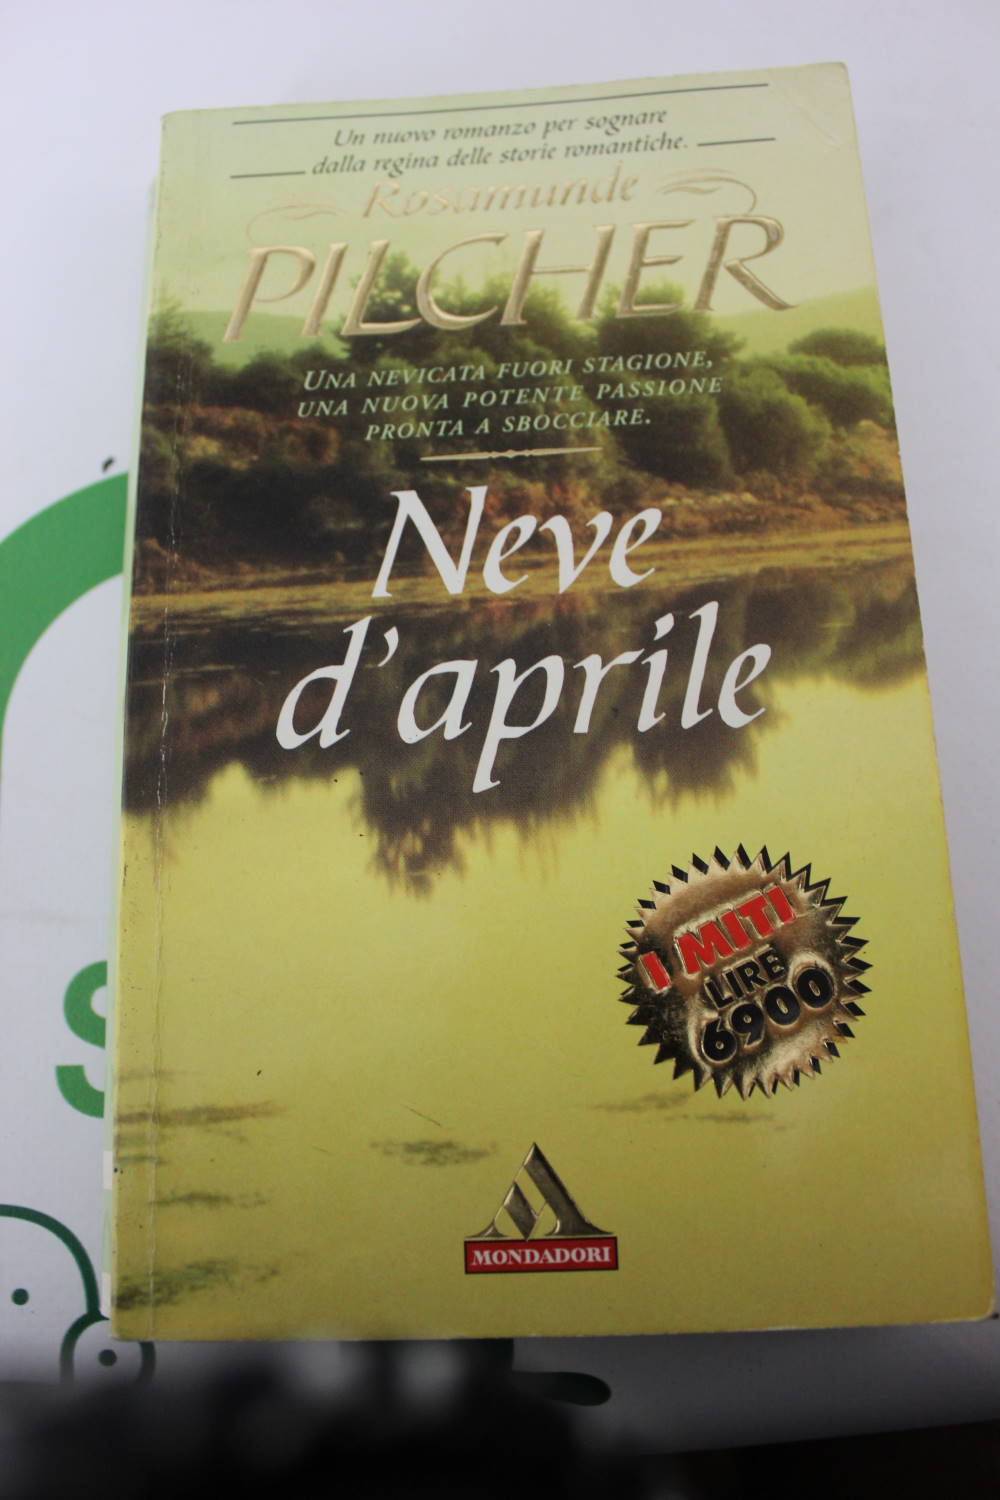 Un nuovo romanzo per sognare
dalla regina delle storie romantiche.
Rosamunde
PILCHER
UNA NEVICATA FUORI STAGIONE,
UNA NUOVA POTENTE PASSIONE
PRONTA A SBOCCIARE.
Neve
d'aprile
I MITI
LIRE
6900
MONDADORI